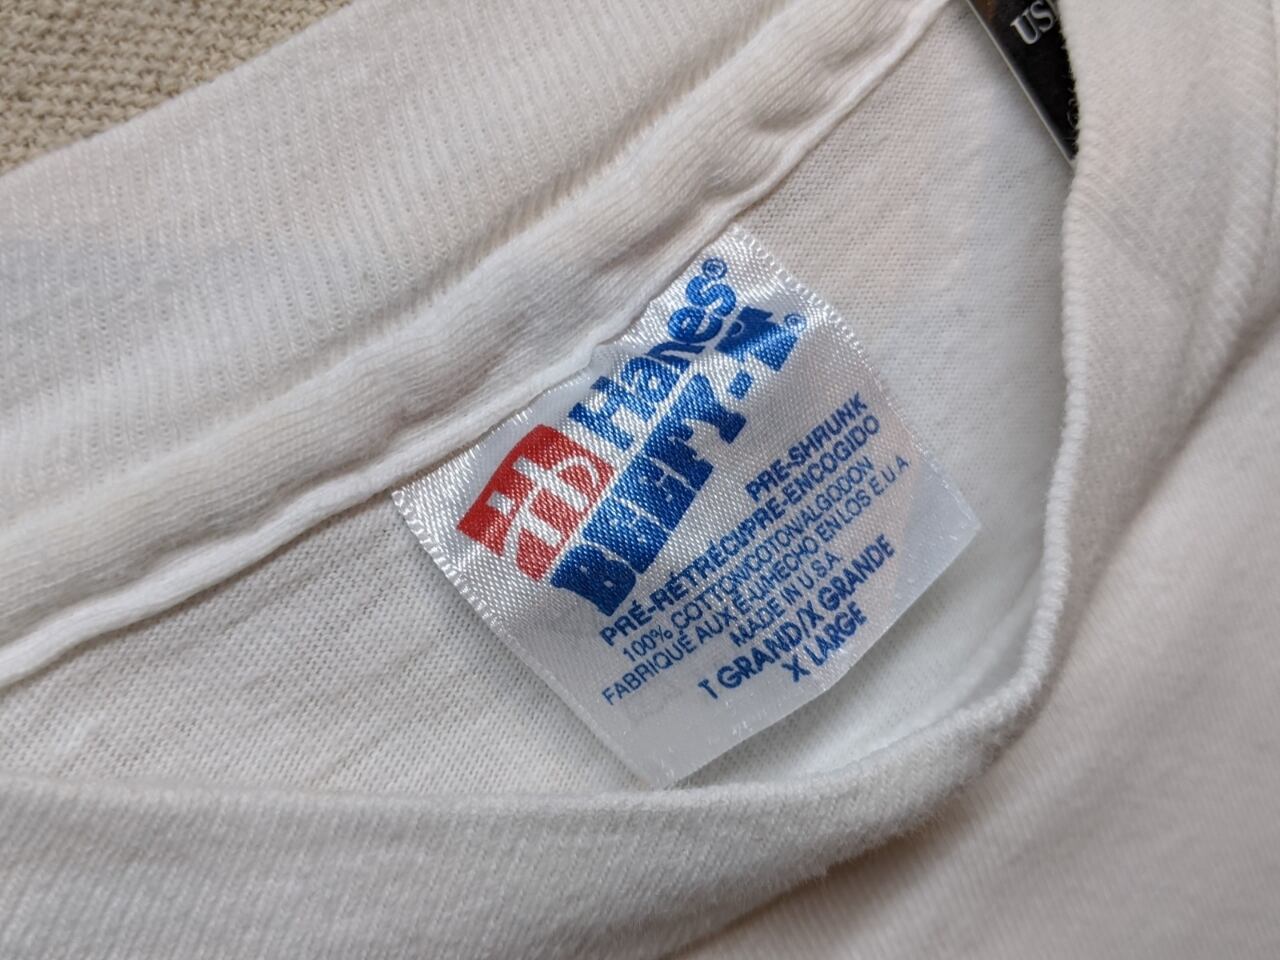 Hanes®
BEEFY-T®
PRE-SHRUNK
PRÉ-RÉTRÉCI/PRE-ENCOGIDO
100% COTTON/COTON/ALGODON
FABRIQUÉ AUX É-U/HECHO EN LOS E.U.A
MADE IN U.S.A.
T GRAND/X GRANDE
X LARGE